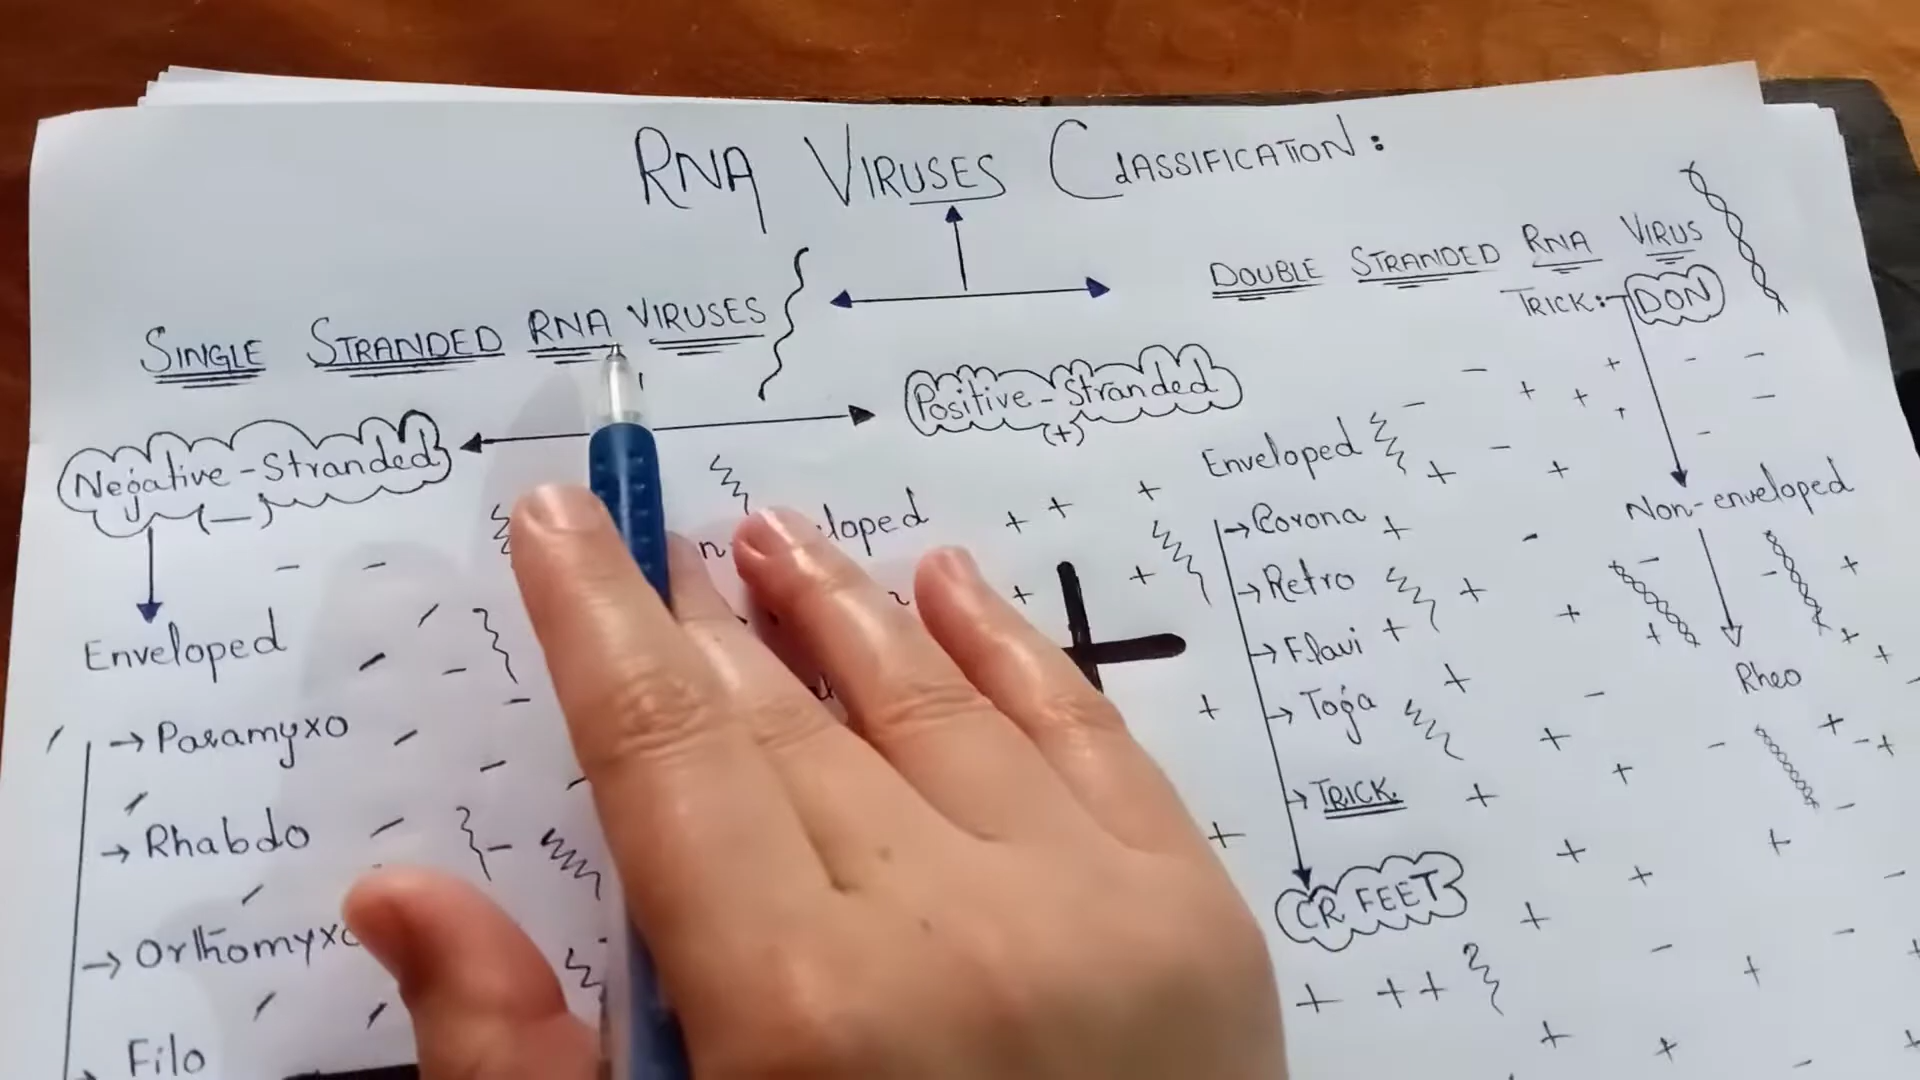 RNA VIRUSES CLASSIFICATION:
SINGLE STRANDED RNA VIRUSES
DOUBLE STRANDED RNA VIRUS
TRICK:→ DON
Negative-Stranded
(-)
Positive-Stranded
(+)
Enveloped
→ Paramyxo
→ Rhabdo
→ Orthomyxo
→ Filo
Enveloped
→ Corona
→ Retro
→ Flavi
→ Toga
→ TRICK.
CR FEET
Non-enveloped
Rheo